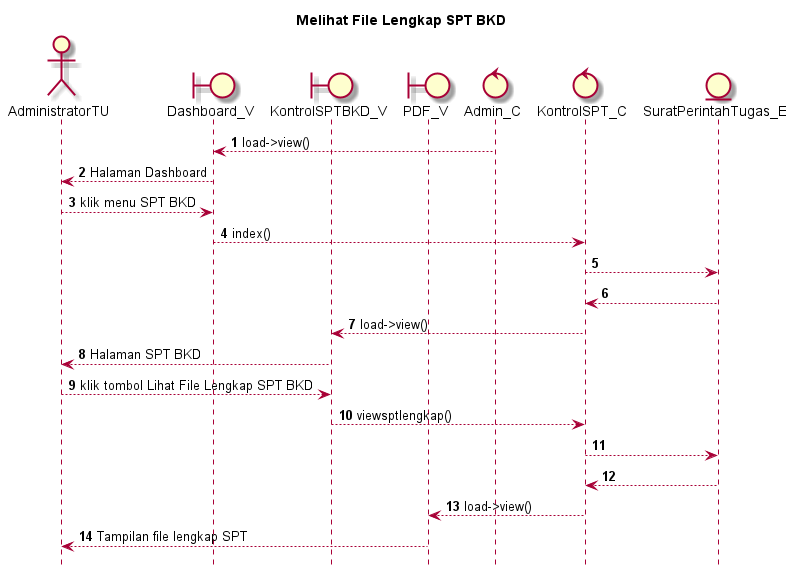 Melihat File Lengkap SPT BKD
AdministratorTU
Dashboard_V
KontrolSPTBKD_V
PDF_V
Admin_C
KontrolSPT_C
SuratPerintahTugas_E
1 load->view()
2 Halaman Dashboard
3 klik menu SPT BKD
4 index()
5
6
7 load->view()
8 Halaman SPT BKD
9 klik tombol Lihat File Lengkap SPT BKD
10 viewsptlengkap()
11
12
13 load->view()
14 Tampilan file lengkap SPT